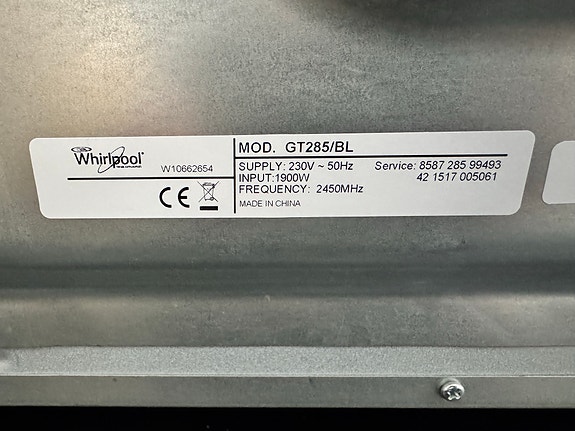 Whirlpool
W10662654
CE
MOD. GT285/BL
SUPPLY: 230V ~ 50Hz Service: 8587 285 99493
INPUT:1900W 42 1517 005061
FREQUENCY: 2450MHz
MADE IN CHINA